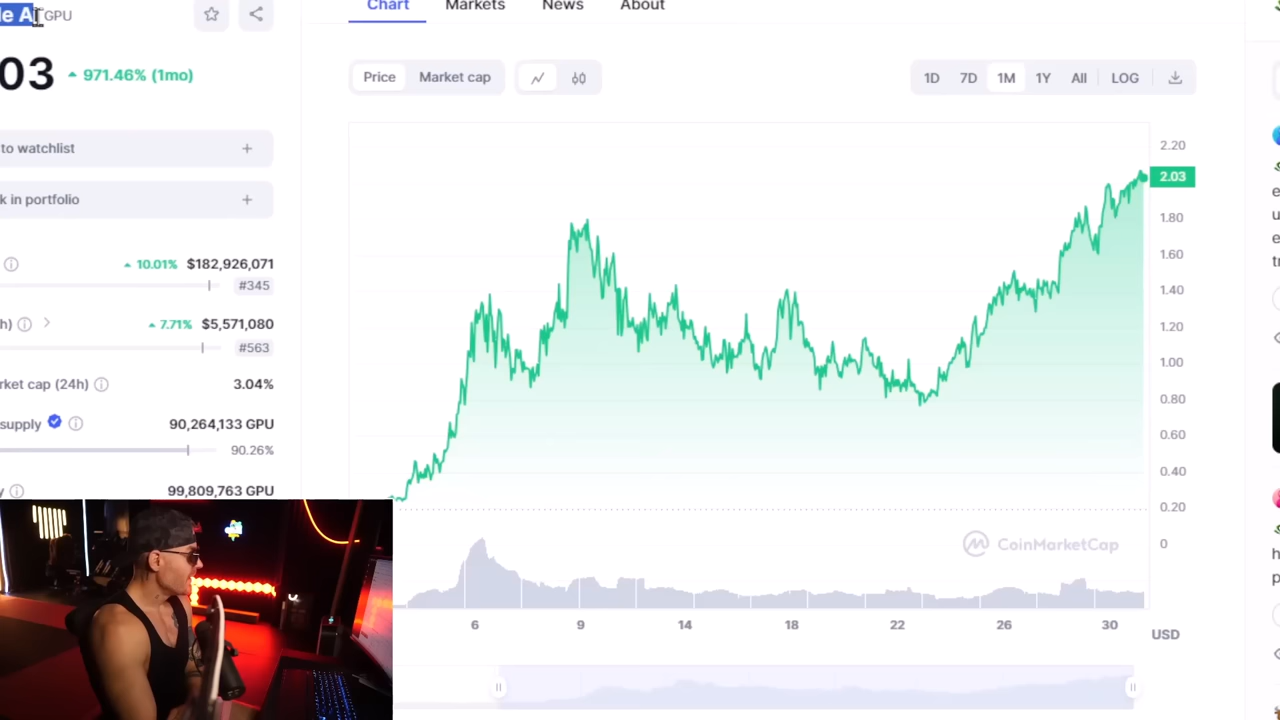 Chart Markets News About
le AI GPU
03 971.46% (1mo)
Price Market cap
1D 7D 1M 1Y All LOG
to watchlist +
k in portfolio +
10.01% $182,926,071
#345
h) 7.71% $5,571,080
#563
rket cap (24h) 3.04%
supply 90,264,133 GPU
90.26%
y 99,809,763 GPU
2.20
2.03
1.80
1.60
1.40
1.20
1.00
0.80
0.60
0.40
0.20
0
CoinMarketCap
6 9 14 18 22 26 30
USD
e
u
e
tr
h
p